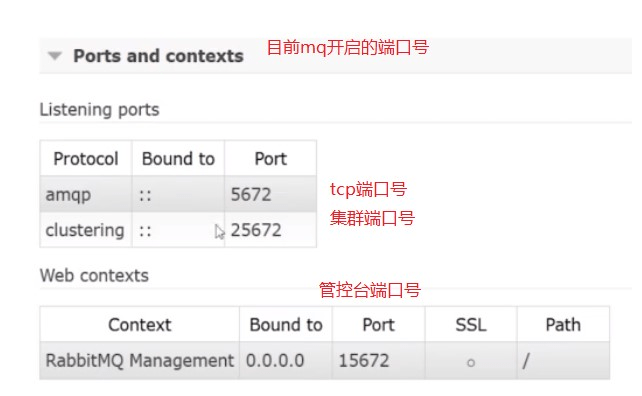 Ports and contexts 目前mq开启的端口号
Listening ports
Protocol Bound to Port
amqp :: 5672 tcp端口号
clustering :: 25672 集群端口号
Web contexts
管控台端口号
Context Bound to Port SSL Path
RabbitMQ Management 0.0.0.0 15672 ○ /